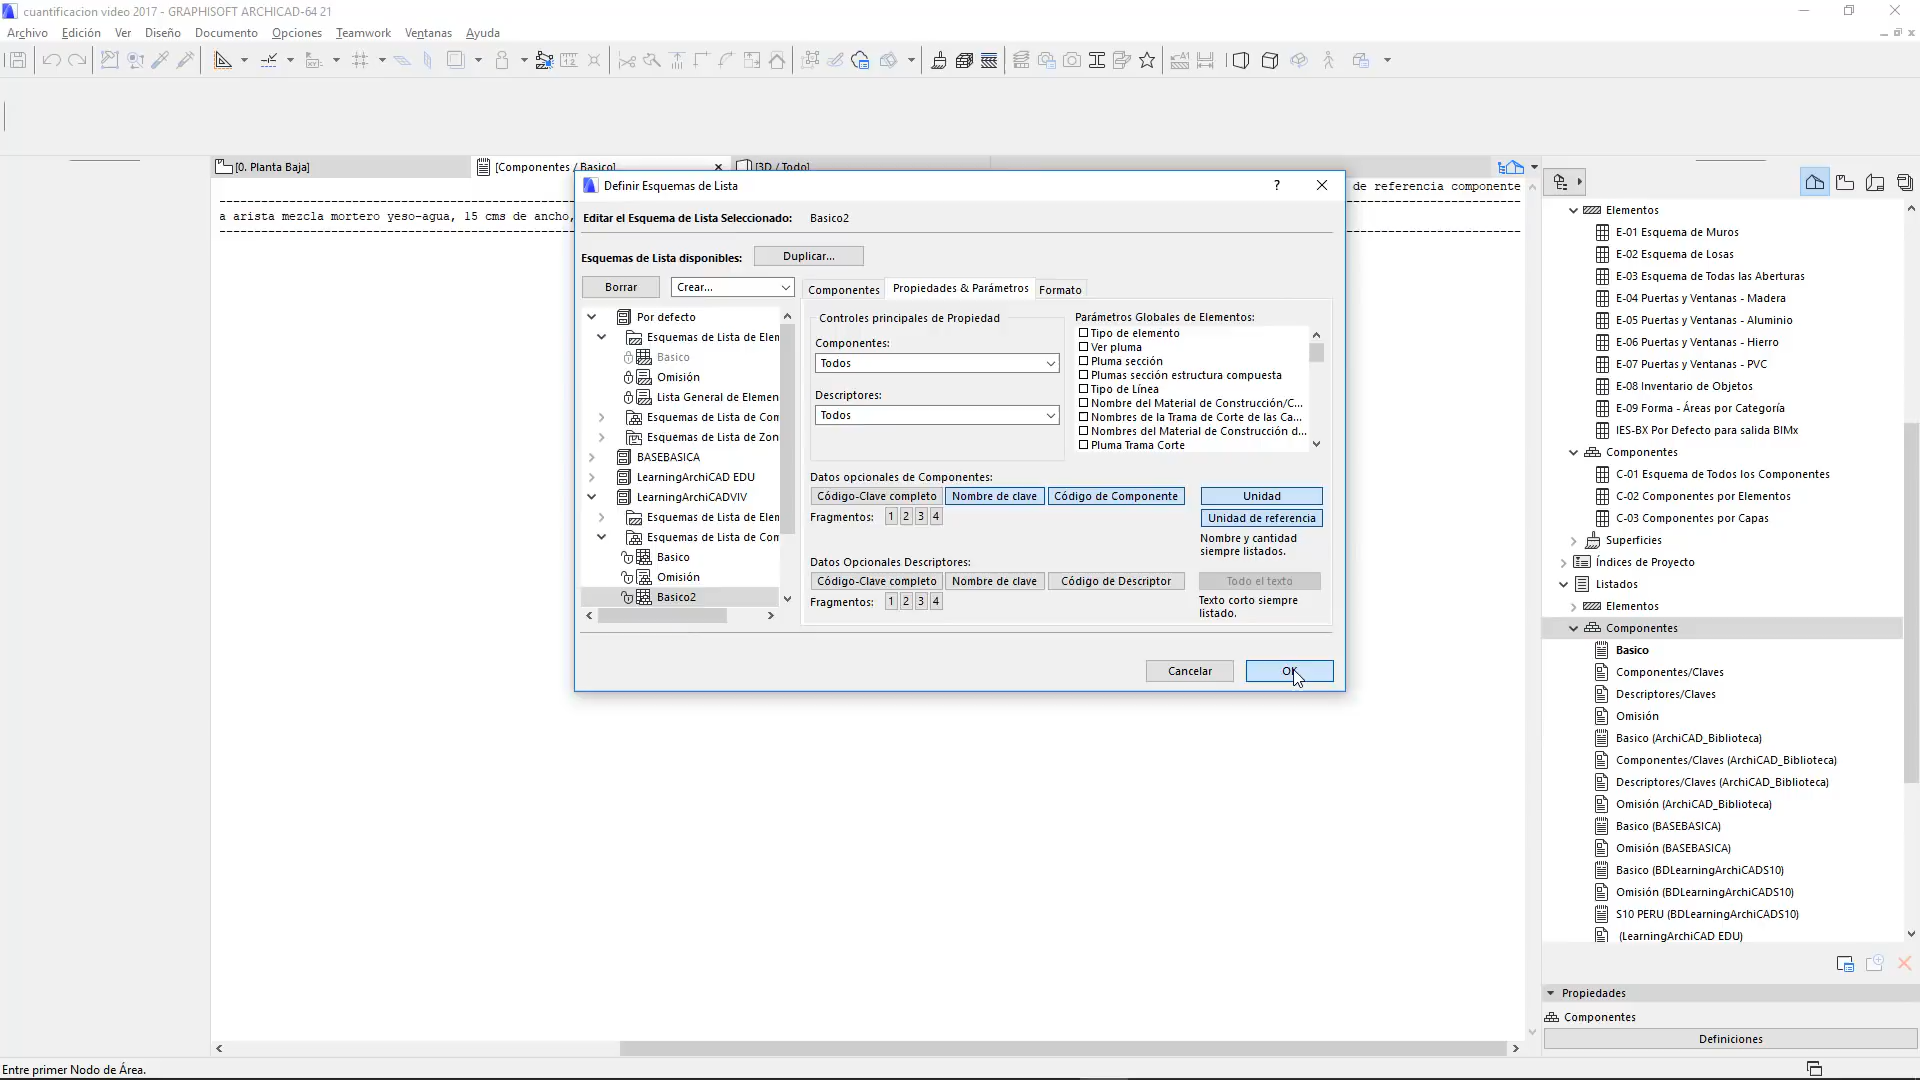 cuantificacion video 2017 - GRAPHISOFT ARCHICAD-64 21
Archivo Edición Ver Diseño Documento Opciones Teamwork Ventanas Ayuda
[0. Planta Baja]
[Componentes / Basico]
[3D / Todo]
de referencia componente
a arista mezcla mortero yeso-agua, 15 cms de ancho,
Definir Esquemas de Lista
Editar el Esquema de Lista Seleccionado: Basico2
Esquemas de Lista disponibles:
Duplicar...
Borrar
Crear...
Por defecto
Esquemas de Lista de Elem
Basico
Omisión
Lista General de Elemen
Esquemas de Lista de Com
Esquemas de Lista de Zon
BASEBASICA
LearningArchiCAD EDU
LearningArchiCADVIV
Esquemas de Lista de Elem
Esquemas de Lista de Com
Basico
Omisión
Basico2
Componentes
Propiedades & Parámetros
Formato
Controles principales de Propiedad
Componentes:
Todos
Descriptores:
Todos
Parámetros Globales de Elementos:
Tipo de elemento
Ver pluma
Pluma sección
Plumas sección estructura compuesta
Tipo de Línea
Nombre del Material de Construcción/C...
Nombres de la Trama de Corte de las Ca...
Nombres del Material de Construcción d...
Pluma Trama Corte
Datos opcionales de Componentes:
Código-Clave completo
Nombre de clave
Código de Componente
Unidad
Fragmentos: 1 2 3 4
Unidad de referencia
Nombre y cantidad
siempre listados.
Datos Opcionales Descriptores:
Código-Clave completo
Nombre de clave
Código de Descriptor
Todo el texto
Fragmentos: 1 2 3 4
Texto corto siempre
listado.
Cancelar
OK
Elementos
E-01 Esquema de Muros
E-02 Esquema de Losas
E-03 Esquema de Todas las Aberturas
E-04 Puertas y Ventanas - Madera
E-05 Puertas y Ventanas - Aluminio
E-06 Puertas y Ventanas - Hierro
E-07 Puertas y Ventanas - PVC
E-08 Inventario de Objetos
E-09 Forma - Áreas por Categoría
IES-BX Por Defecto para salida BIMx
Componentes
C-01 Esquema de Todos los Componentes
C-02 Componentes por Elementos
C-03 Componentes por Capas
Superficies
Índices de Proyecto
Listados
Elementos
Componentes
Basico
Componentes/Claves
Descriptores/Claves
Omisión
Basico (ArchiCAD_Biblioteca)
Componentes/Claves (ArchiCAD_Biblioteca)
Descriptores/Claves (ArchiCAD_Biblioteca)
Omisión (ArchiCAD_Biblioteca)
Basico (BASEBASICA)
Omisión (BASEBASICA)
Basico (BDLearningArchiCADS10)
Omisión (BDLearningArchiCADS10)
S10 PERU (BDLearningArchiCADS10)
(LearningArchiCAD EDU)
Propiedades
Componentes
Definiciones
Entre primer Nodo de Área.